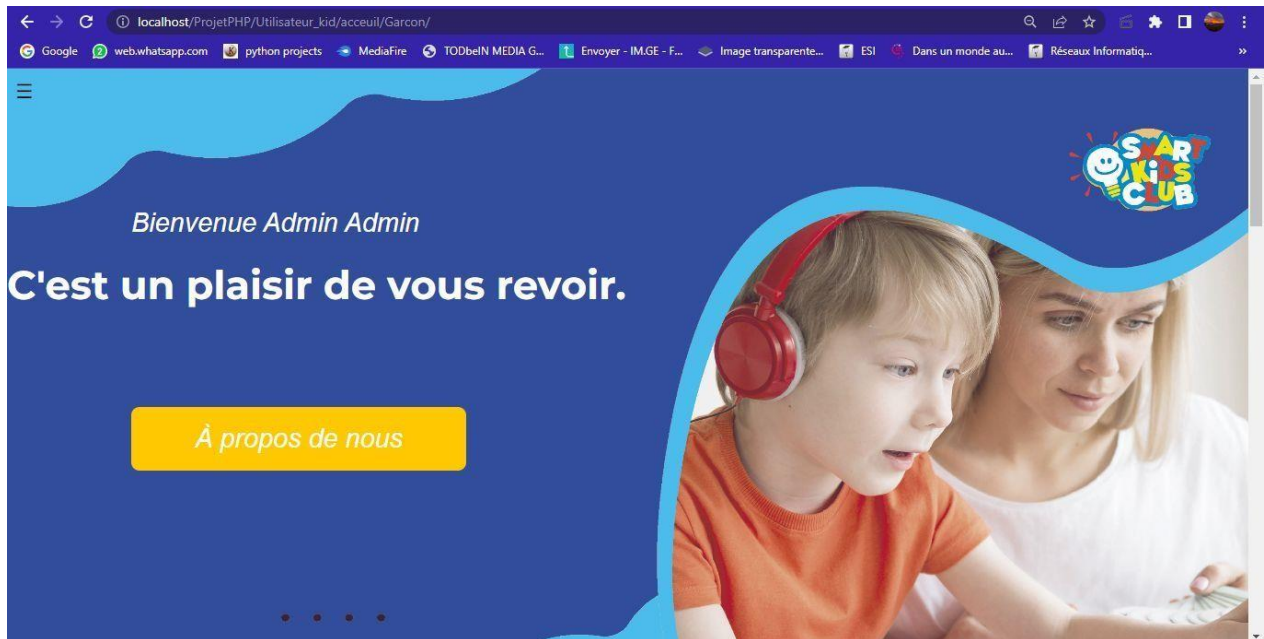 localhost/ProjetPHP/Utilisateur_kid/acceuil/Garcon/
Google web.whatsapp.com python projects MediaFire TODbeIN MEDIA G... Envoyer - IM.GE - F... Image transparente... ESI Dans un monde au... Réseaux Informatiq... »
SMART
KiDS
CLUB
Bienvenue Admin Admin
C'est un plaisir de vous revoir.
À propos de nous